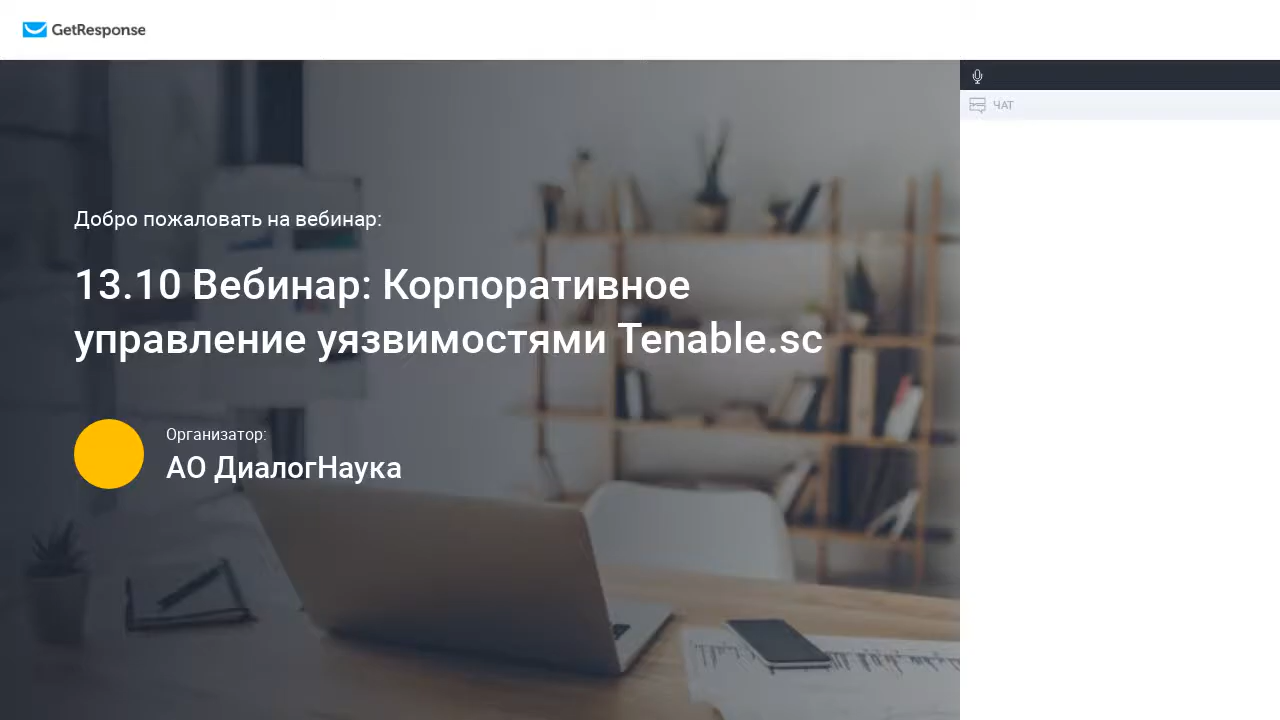 GetResponse
ЧАТ
Добро пожаловать на вебинар:
13.10 Вебинар: Корпоративное
управление уязвимостями Tenable.sc
Организатор:
АО ДиалогНаука